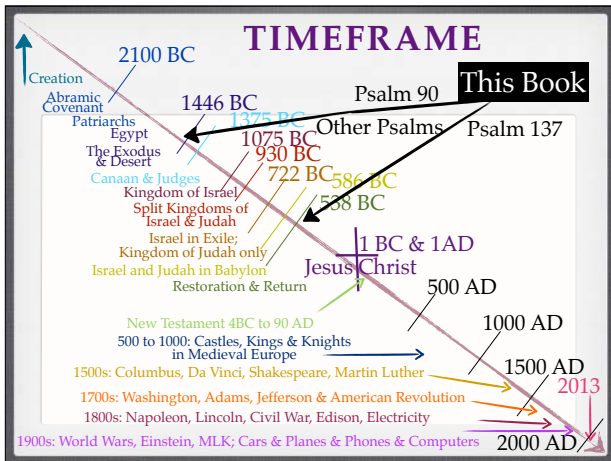 TIMEFRAME
2100 BC
Creation
This Book
Psalm 90
Abramic
Covenant
1446 BC
Patriarchs
1375 BC
Other Psalms
Psalm 137
Egypt
1075 BC
The Exodus
& Desert
930 BC
Canaan & Judges
722 BC
586 BC
Kingdom of Israel
538 BC
Split Kingdoms of
Israel & Judah
Israel in Exile;
Kingdom of Judah only
1 BC & 1AD
Israel and Judah in Babylon
Jesus Christ
Restoration & Return
500 AD
New Testament 4BC to 90 AD
1000 AD
500 to 1000: Castles, Kings & Knights
in Medieval Europe
1500 AD
1500s: Columbus, Da Vinci, Shakespeare, Martin Luther
2013
1700s: Washington, Adams, Jefferson & American Revolution
1800s: Napoleon, Lincoln, Civil War, Edison, Electricity
1900s: World Wars, Einstein, MLK; Cars & Planes & Phones & Computers
2000 AD